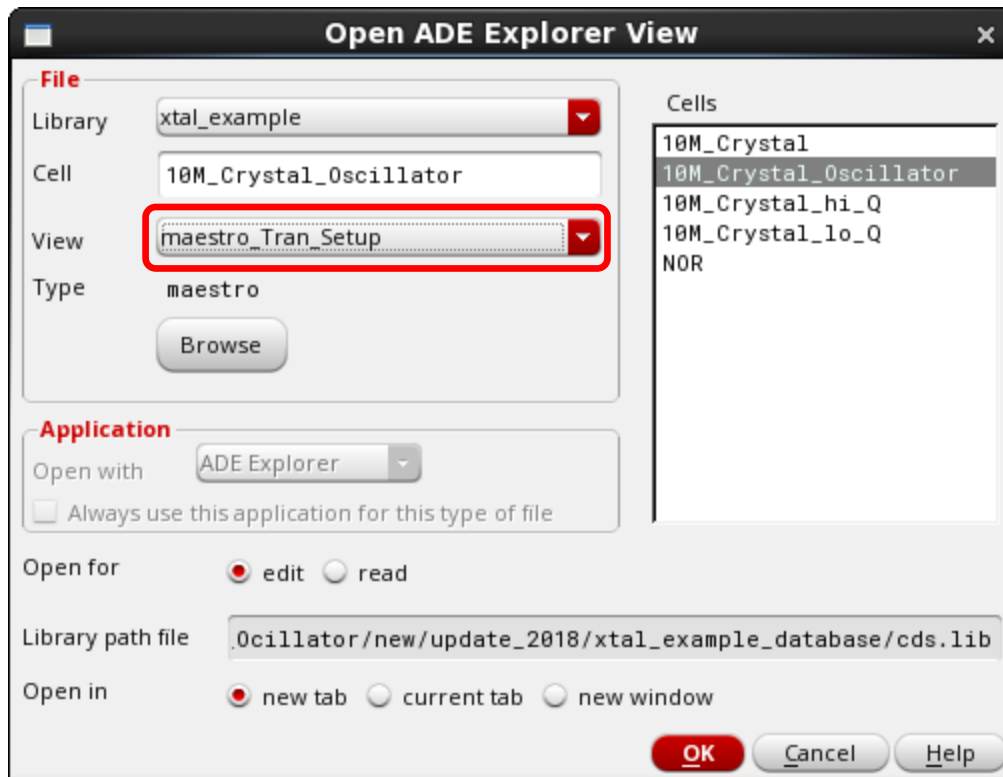 Open ADE Explorer View
File
Library xtal_example
Cell 10M_Crystal_Oscillator
View maestro_Tran_Setup
Type maestro
Browse
Cells
10M_Crystal
10M_Crystal_Oscillator
10M_Crystal_hi_Q
10M_Crystal_lo_Q
NOR
Application
Open with ADE Explorer
Always use this application for this type of file
Open for edit read
Library path file .Ocillator/new/update_2018/xtal_example_database/cds.lib
Open in new tab current tab new window
OK Cancel Help